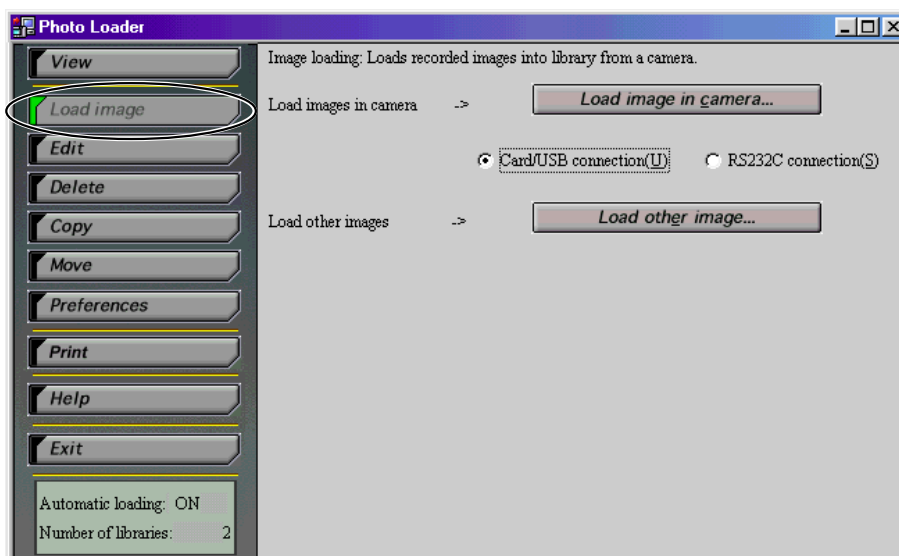 Photo Loader
View
Load image
Edit
Delete
Copy
Move
Preferences
Print
Help
Exit
Automatic loading: ON
Number of libraries: 2
Image loading: Loads recorded images into library from a camera.
Load images in camera -> Load image in camera...
Card/USB connection(U) RS232C connection(S)
Load other images -> Load other image...